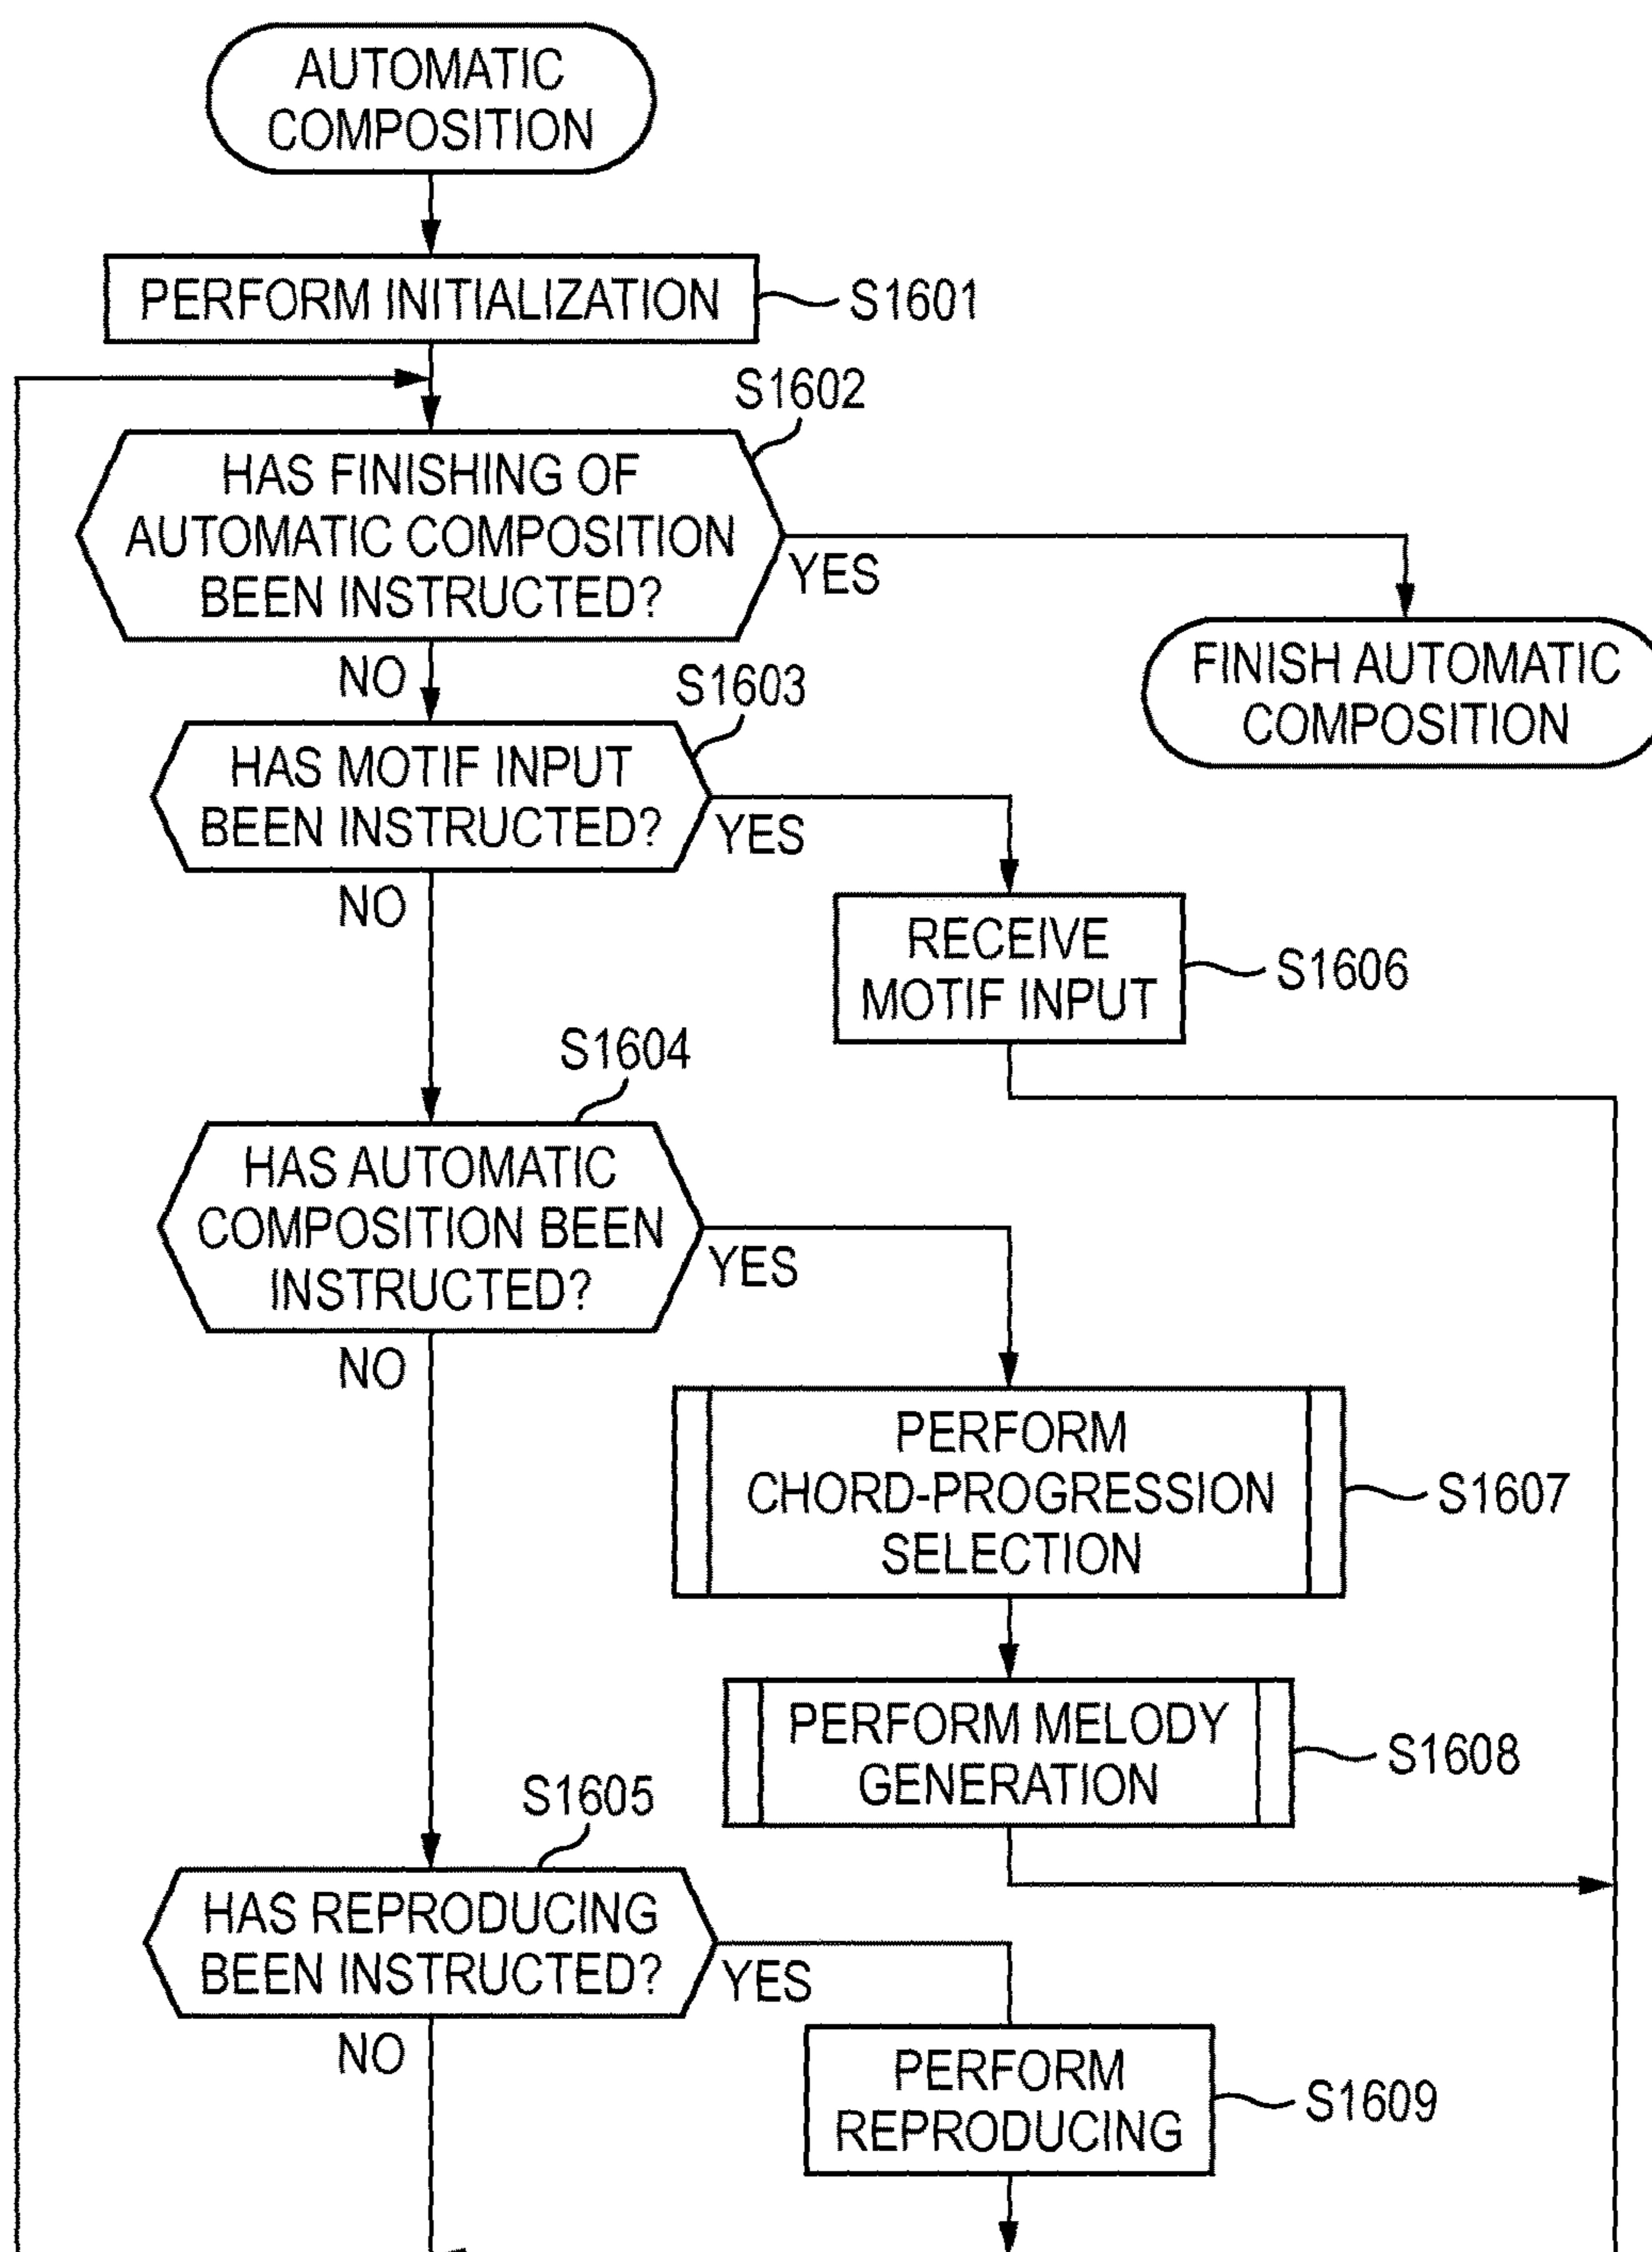 AUTOMATIC
COMPOSITION
PERFORM INITIALIZATION
S1601
S1602
HAS FINISHING OF
AUTOMATIC COMPOSITION
BEEN INSTRUCTED?
YES
NO
FINISH AUTOMATIC
COMPOSITION
S1603
HAS MOTIF INPUT
BEEN INSTRUCTED?
YES
NO
RECEIVE
MOTIF INPUT
S1606
S1604
HAS AUTOMATIC
COMPOSITION BEEN
INSTRUCTED?
YES
NO
PERFORM
CHORD-PROGRESSION
SELECTION
S1607
PERFORM MELODY
GENERATION
S1608
S1605
HAS REPRODUCING
BEEN INSTRUCTED?
YES
NO
PERFORM
REPRODUCING
S1609